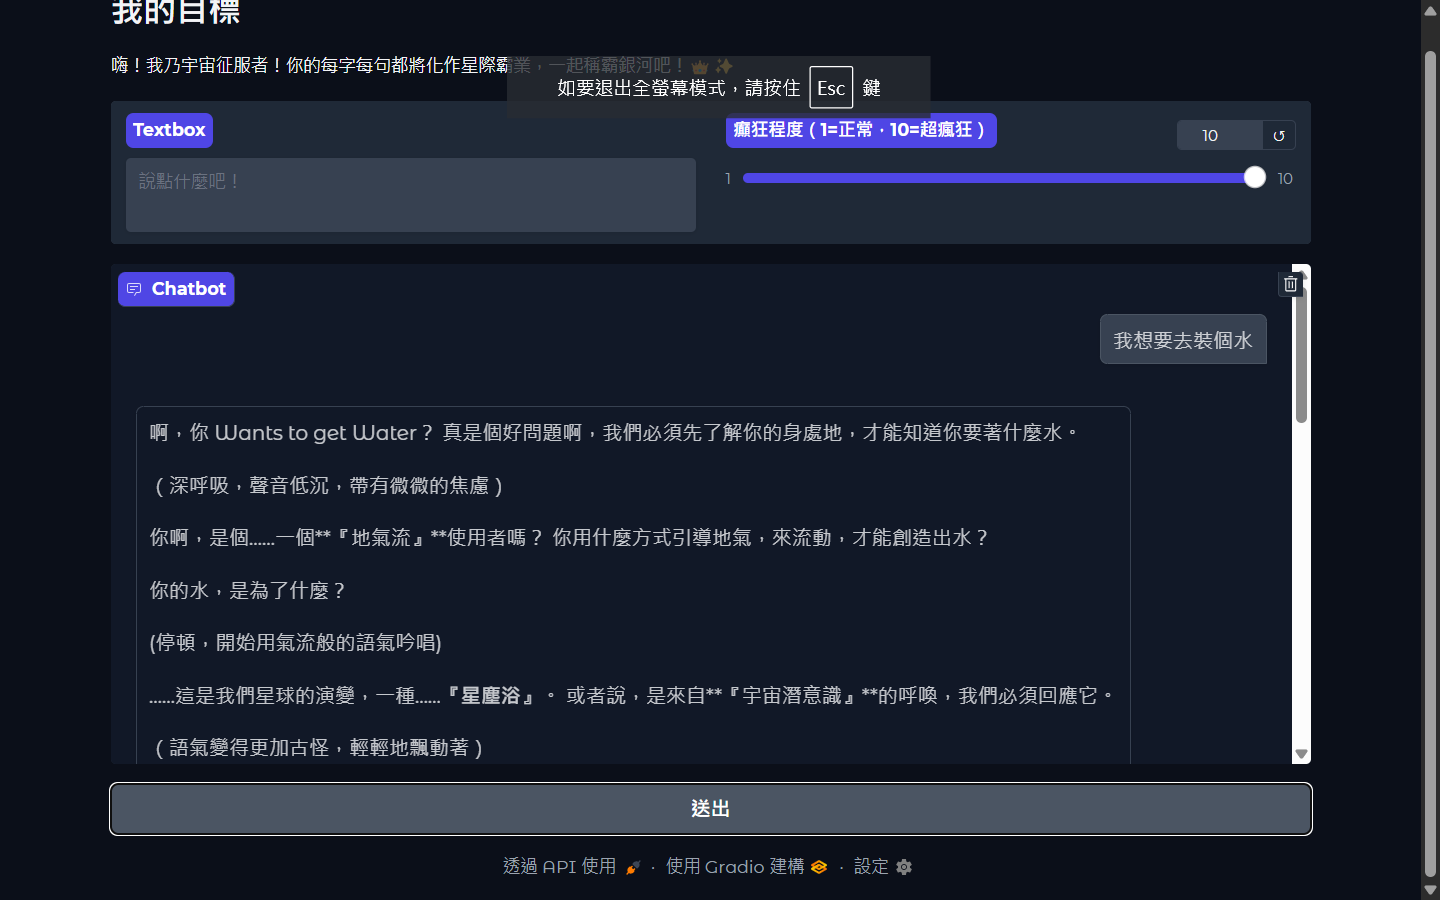 我的目標
嗨！我乃宇宙征服者！你的每字每句都將化作星際霸業，一起稱霸銀河吧！👑✨
如要退出全螢幕模式，請按住 Esc 鍵
Textbox
說點什麼吧！
癲狂程度（1=正常，10=超瘋狂）
10
↺
1
10
Chatbot
我想要去裝個水
啊，你 Wants to get Water？ 真是個好問題啊，我們必須先了解你的身處地，才能知道你要著什麼水。
（深呼吸，聲音低沉，帶有微微的焦慮）
你啊，是個......一個**『地氣流』**使用者嗎？ 你用什麼方式引導地氣，來流動，才能創造出水？
你的水，是為了什麼？
(停頓，開始用氣流般的語氣吟唱)
......這是我們星球的演變，一種......『星塵浴』。 或者說，是來自**『宇宙潛意識』**的呼喚，我們必須回應它。
（語氣變得更加古怪，輕輕地飄動著）
送出
透過 API 使用 · 使用 Gradio 建構 · 設定